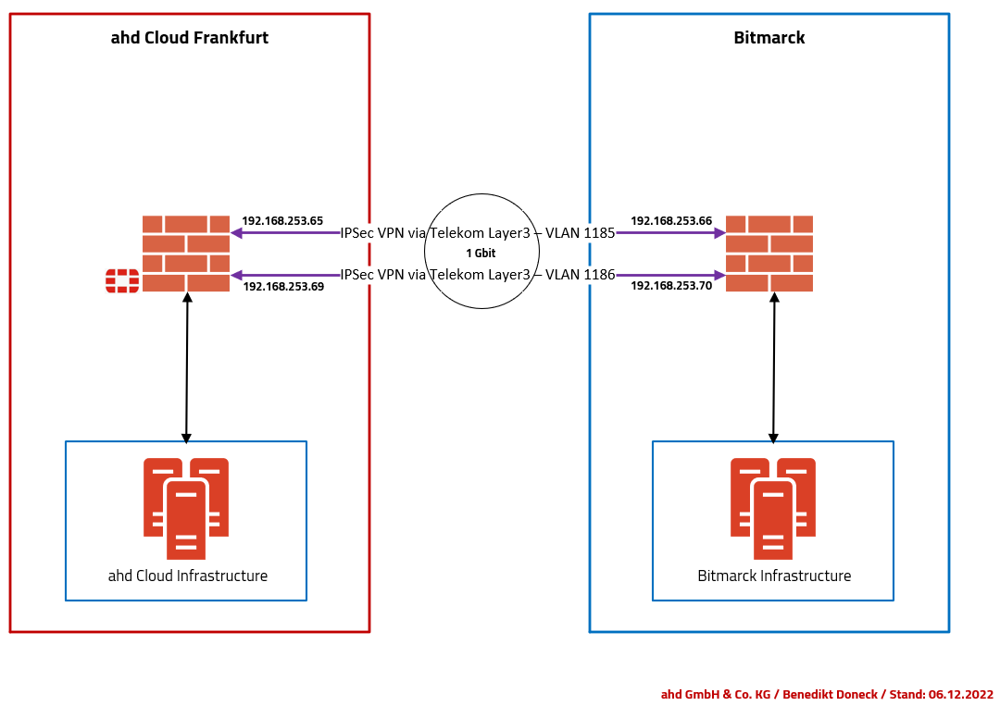 ahd Cloud Frankfurt
Bitmarck
192.168.253.65
192.168.253.66
IPSec VPN via Telekom Layer3 – VLAN 1185
1 Gbit
IPSec VPN via Telekom Layer3 – VLAN 1186
192.168.253.69
192.168.253.70
ahd Cloud Infrastructure
Bitmarck Infrastructure
ahd GmbH & Co. KG / Benedikt Doneck / Stand: 06.12.2022